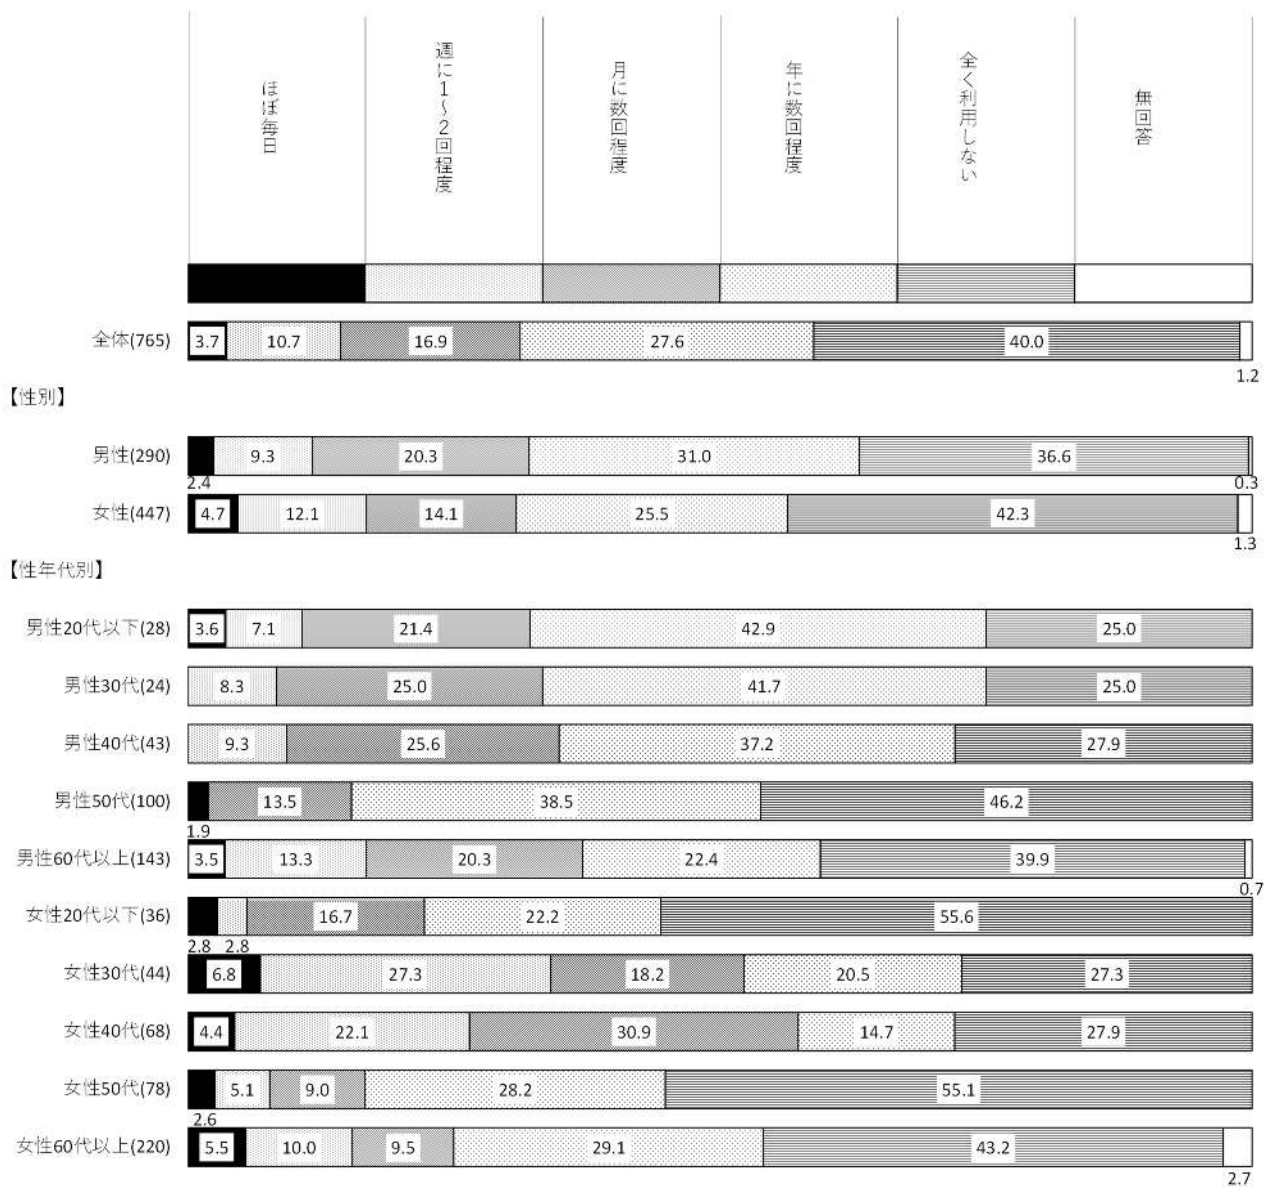 ほぼ毎日
週に1～2回程度
月に数回程度
年に数回程度
全く利用しない
無回答
全体(765) 3.7 10.7 16.9 27.6 40.0
1.2
【性別】
男性(290) 9.3 20.3 31.0 36.6
2.4 0.3
女性(447) 4.7 12.1 14.1 25.5 42.3
1.3
【性年代別】
男性20代以下(28) 3.6 7.1 21.4 42.9 25.0
男性30代(24) 8.3 25.0 41.7 25.0
男性40代(43) 9.3 25.6 37.2 27.9
男性50代(100) 13.5 38.5 46.2
1.9
男性60代以上(143) 3.5 13.3 20.3 22.4 39.9
0.7
女性20代以下(36) 16.7 22.2 55.6
2.8 2.8
女性30代(44) 6.8 27.3 18.2 20.5 27.3
女性40代(68) 4.4 22.1 30.9 14.7 27.9
女性50代(78) 5.1 9.0 28.2 55.1
2.6
女性60代以上(220) 5.5 10.0 9.5 29.1 43.2
2.7